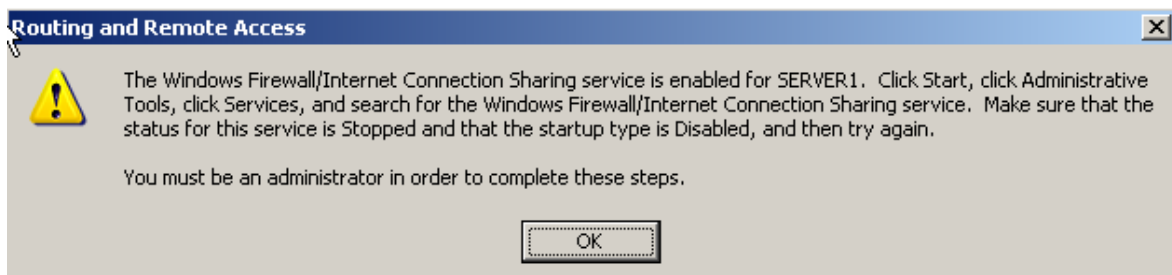 Routing and Remote Access
The Windows Firewall/Internet Connection Sharing service is enabled for SERVER1.  Click Start, click Administrative
Tools, click Services, and search for the Windows Firewall/Internet Connection Sharing service.  Make sure that the
status for this service is Stopped and that the startup type is Disabled, and then try again.
You must be an administrator in order to complete these steps.
OK